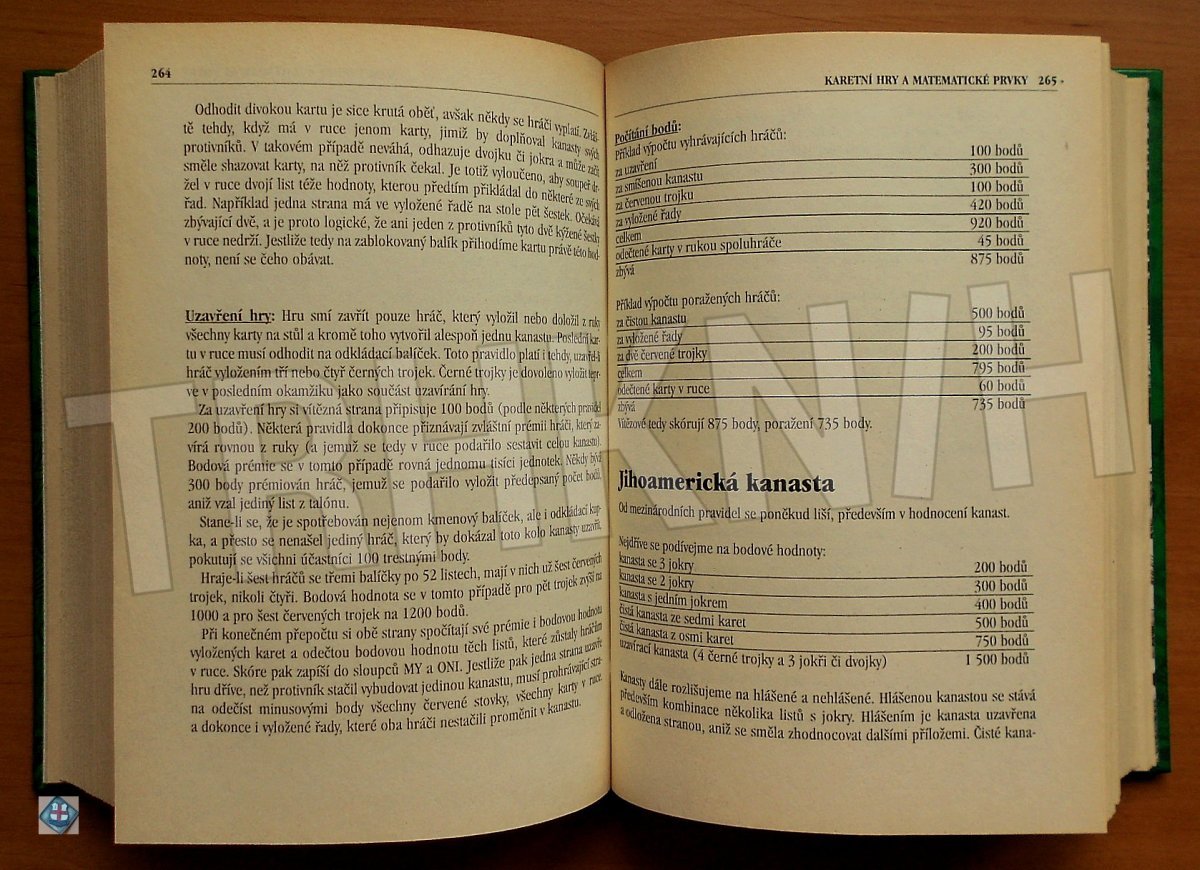 264
Odhodit divokou kartu je sice krutá oběť, avšak někdy se hráči vyplatí. Zvláš-
tě tehdy, když má v ruce jenom karty, jimiž by doplňoval kanasty svých
protivníků. V takovém případě neváhá, odhazuje dvojku či jokra a může začít
směle shazovat karty, na něž protivník čekal. Je totiž vyloučeno, aby soupeř dr-
žel v ruce dvojí list téže hodnoty, kterou předtím přikládal do některé ze svých
řad. Například jedna strana má ve vyložené řadě na stole pět šestek. Očekává
zbývající dvě, a je proto logické, že ani jeden z protivníků tyto dvě kýžené šestky
v ruce nedrží. Jestliže tedy na zablokovaný balík přihodíme kartu právě této hod-
noty, není se čeho obávat.
Uzavření hry: Hru smí zavřít pouze hráč, který vyložil nebo doložil z ruky
všechny karty na stůl a kromě toho vytvořil alespoň jednu kanastu. Poslední kar-
tu v ruce musí odhodit na odkládací balíček. Toto pravidlo platí i tehdy, uzavřel-li
hráč vyložením tří nebo čtyř černých trojek. Černé trojky je dovoleno vyložit tepr-
ve v posledním okamžiku jako součást uzavírání hry.
Za uzavření hry si vítězná strana připisuje 100 bodů (podle některých pravidel
200 bodů). Některá pravidla dokonce přiznávají zvláštní prémii hráči, který za-
vírá rovnou z ruky (a jemuž se tedy v ruce podařilo sestavit celou kanastu).
Bodová prémie se v tomto případě rovná jednomu tisíci jednotek. Někdy bývá
300 body prémiován hráč, jemuž se podařilo vyložit předepsaný počet bodů,
aniž vzal jediný list z talónu.
Stane-li se, že je spotřebován nejenom kmenový balíček, ale i odkládací kup-
ka, a přesto se nenašel jediný hráč, který by dokázal toto kolo kanasty uzavřít,
pokutují se všichni účastníci 100 trestnými body.
Hraje-li šest hráčů se třemi balíčky po 52 listech, mají v nich už šest červených
trojek, nikoli čtyři. Bodová hodnota se v tomto případě pro pět trojek zvýší na
1000 a pro šest červených trojek na 1200 bodů.
Při konečném přepočtu si obě strany spočítají své prémie i bodovou hodnotu
vyložených karet a odečtou bodovou hodnotu těch listů, které zůstaly hráčům
v ruce. Skóre pak zapíší do sloupců MY a ONI. Jestliže pak jedna strana uzavře
hru dříve, než protivník stačil vybudovat jedinou kanastu, musí prohrávající stra-
na odečíst minusovými body všechny červené stovky, všechny karty v ruce
a dokonce i vyložené řady, které oba hráči nestačili proměnit v kanastu.
KARETNÍ HRY A MATEMATICKÉ PRVKY 265
Počítání bodů:
Příklad výpočtu vyhrávajících hráčů:
za uzavření 100 bodů
za smíšenou kanastu 300 bodů
za červenou trojku 100 bodů
za vyložené řady 420 bodů
celkem 920 bodů
odečtené karty v rukou spoluhráče 45 bodů
zbývá 875 bodů
Příklad výpočtu poražených hráčů:
za čistou kanastu 500 bodů
za vyložené řady 95 bodů
za dvě červené trojky 200 bodů
celkem 795 bodů
odečtené karty v ruce 60 bodů
zbývá 735 bodů
Vítězové tedy skórují 875 body, poražení 735 body.
Jihoamerická kanasta
Od mezinárodních pravidel se poněkud liší, především v hodnocení kanast.
Nejdříve se podívejme na bodové hodnoty:
kanasta se 3 jokry 200 bodů
kanasta se 2 jokry 300 bodů
kanasta s jedním jokrem 400 bodů
čistá kanasta ze sedmi karet 500 bodů
čistá kanasta z osmi karet 750 bodů
uzavírací kanasta (4 černé trojky a 3 jokři či dvojky) 1 500 bodů
Kanasty dále rozlišujeme na hlášené a nehlášené. Hlášenou kanastou se stává
především kombinace několika listů s jokry. Hlášením je kanasta uzavřena
a odložena stranou, aniž se směla zhodnocovat dalšími příložemi. Čisté kana-
TRHKNIH